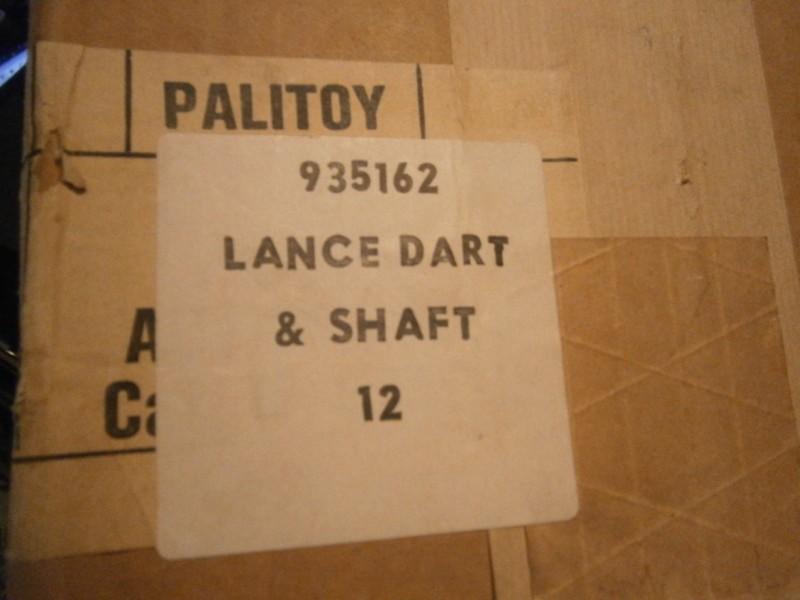 PALITOY
935162
LANCE DART
& SHAFT
12